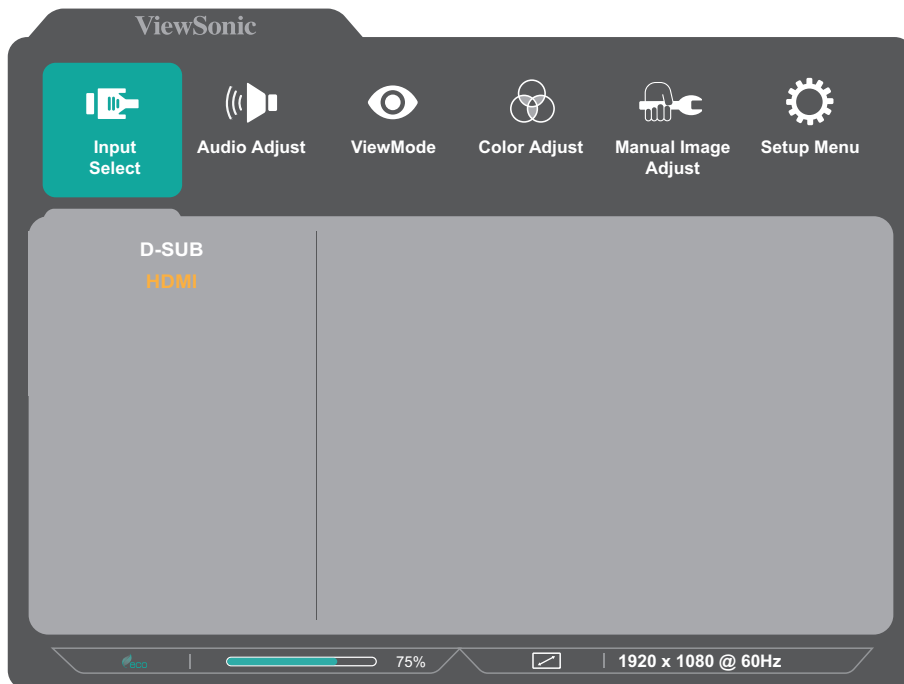 ViewSonic
Input Select
Audio Adjust
ViewMode
Color Adjust
Manual Image Adjust
Setup Menu
D-SUB
HDMI
ECO
75%
1920 x 1080 @ 60Hz